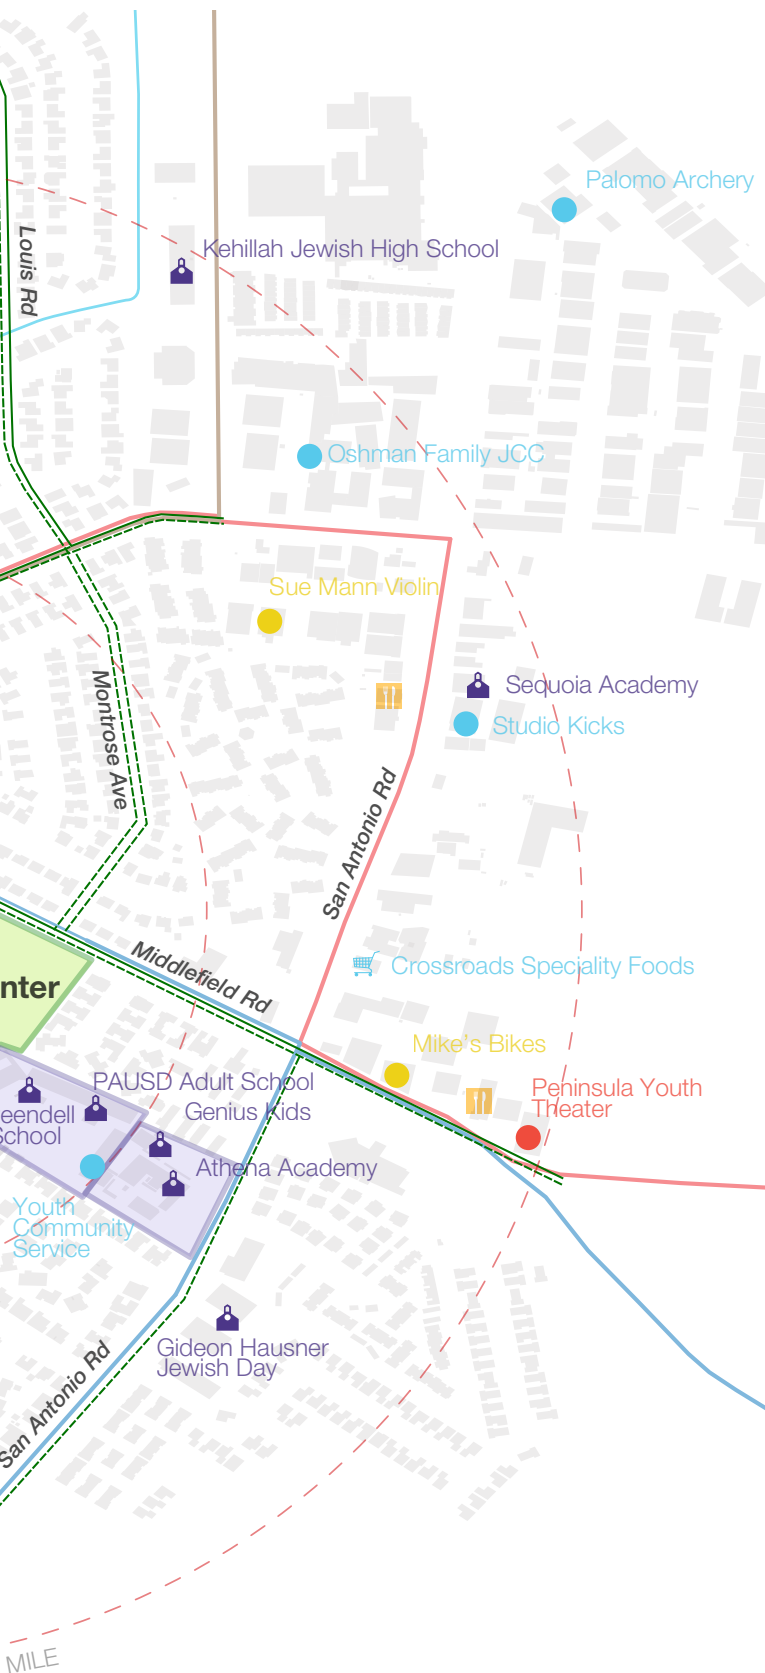 Palomo Archery
Louis Rd
Kehillah Jewish High School
Oshman Family JCC
Sue Mann Violin
Montrose Ave
Sequoia Academy
Studio Kicks
San Antonio Rd
Middlefield Rd
Crossroads Speciality Foods
nter
Mike's Bikes
PAUSD Adult School
Genius Kids
Peninsula Youth
Theater
eendell
School
Athena Academy
Youth
Community
Service
Gideon Hausner
Jewish Day
San Antonio Rd
MILE